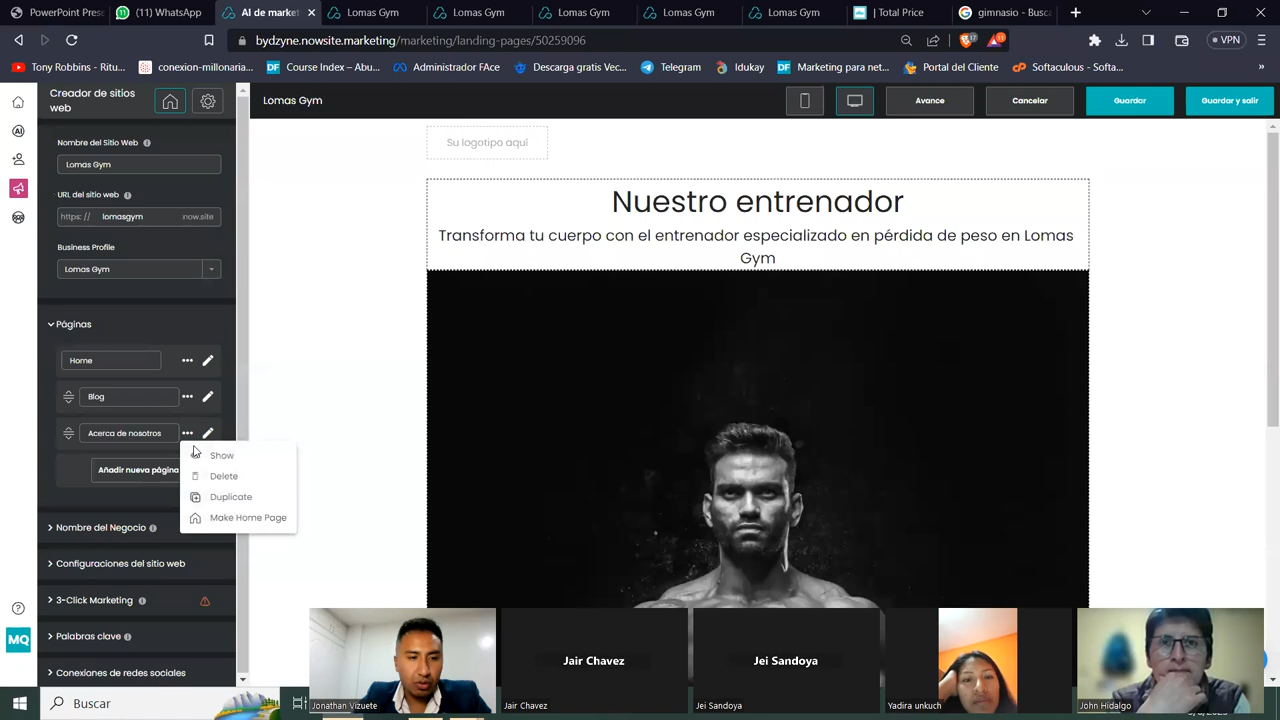 PowerPoint Prese
(11) WhatsApp
AI de market
Lomas Gym
Lomas Gym
Lomas Gym
Lomas Gym
Lomas Gym
| Total Price
gimnasio - Busca
bydzyne.nowsite.marketing/marketing/landing-pages/50259096
17
11
VPN
Tony Robbins - Ritu...
conexion-millonaria...
Course Index – Abu...
Administrador FAce
Descarga gratis Vec...
Telegram
Idukay
Marketing para net...
Portal del Cliente
Softaculous - Softa...
»
Creador de sitios
web
Lomas Gym
Avance
Cancelar
Guardar
Guardar y salir
AI
Nombre del Sitio Web
Lomas Gym
URL del sitio web
https:// lomasgym .now.site
Business Profile
Lomas Gym
Páginas
Home
Blog
Acerca de nosotros
Añadir nueva página
Show
Delete
Duplicate
Make Home Page
Nombre del Negocio
Configuraciones del sitio web
3-Click Marketing
Palabras clave
Conexiones de redes sociales
MQ
Su logotipo aquí
Nuestro entrenador
Transforma tu cuerpo con el entrenador especializado en pérdida de peso en Lomas
Gym
Jair Chavez
Jei Sandoya
Jonathan Vizuete
Jair Chavez
Jei Sandoya
Yadira unkuch
John Hidalgo
Buscar